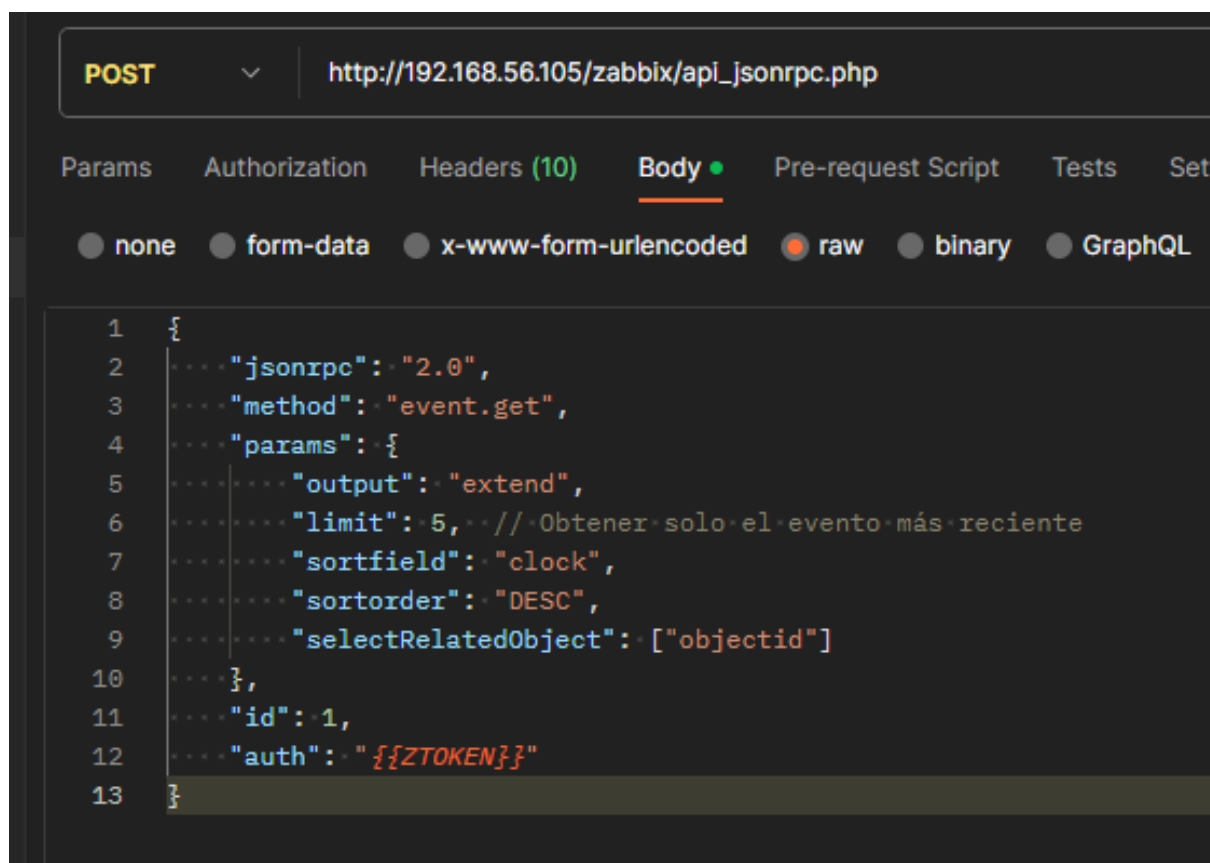 POST http://192.168.56.105/zabbix/api_jsonrpc.php
Params Authorization Headers (10) Body Pre-request Script Tests Set
none form-data x-www-form-urlencoded raw binary GraphQL
1 {
2 "jsonrpc": "2.0",
3 "method": "event.get",
4 "params": {
5 "output": "extend",
6 "limit": 5, // Obtener solo el evento más reciente
7 "sortfield": "clock",
8 "sortorder": "DESC",
9 "selectRelatedObject": ["objectid"]
10 },
11 "id": 1,
12 "auth": "{{ZTOKEN}}"
13 }